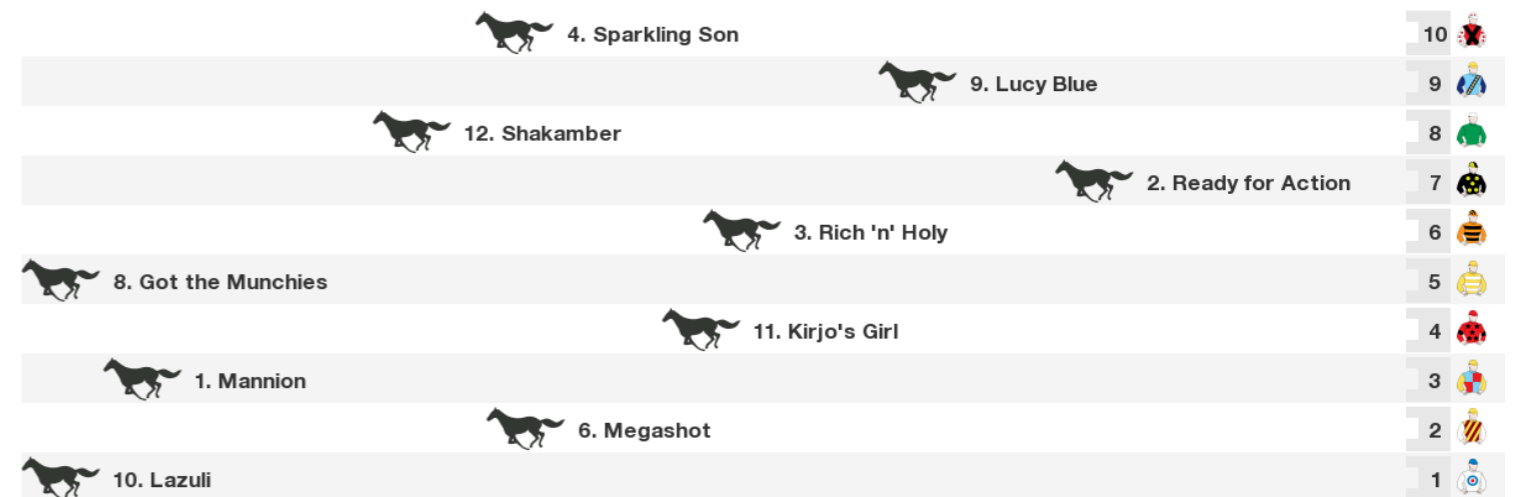 4. Sparkling Son 10
9. Lucy Blue 9
12. Shakamber 8
2. Ready for Action 7
3. Rich 'n' Holy 6
8. Got the Munchies 5
11. Kirjo's Girl 4
1. Mannion 3
6. Megashot 2
10. Lazuli 1